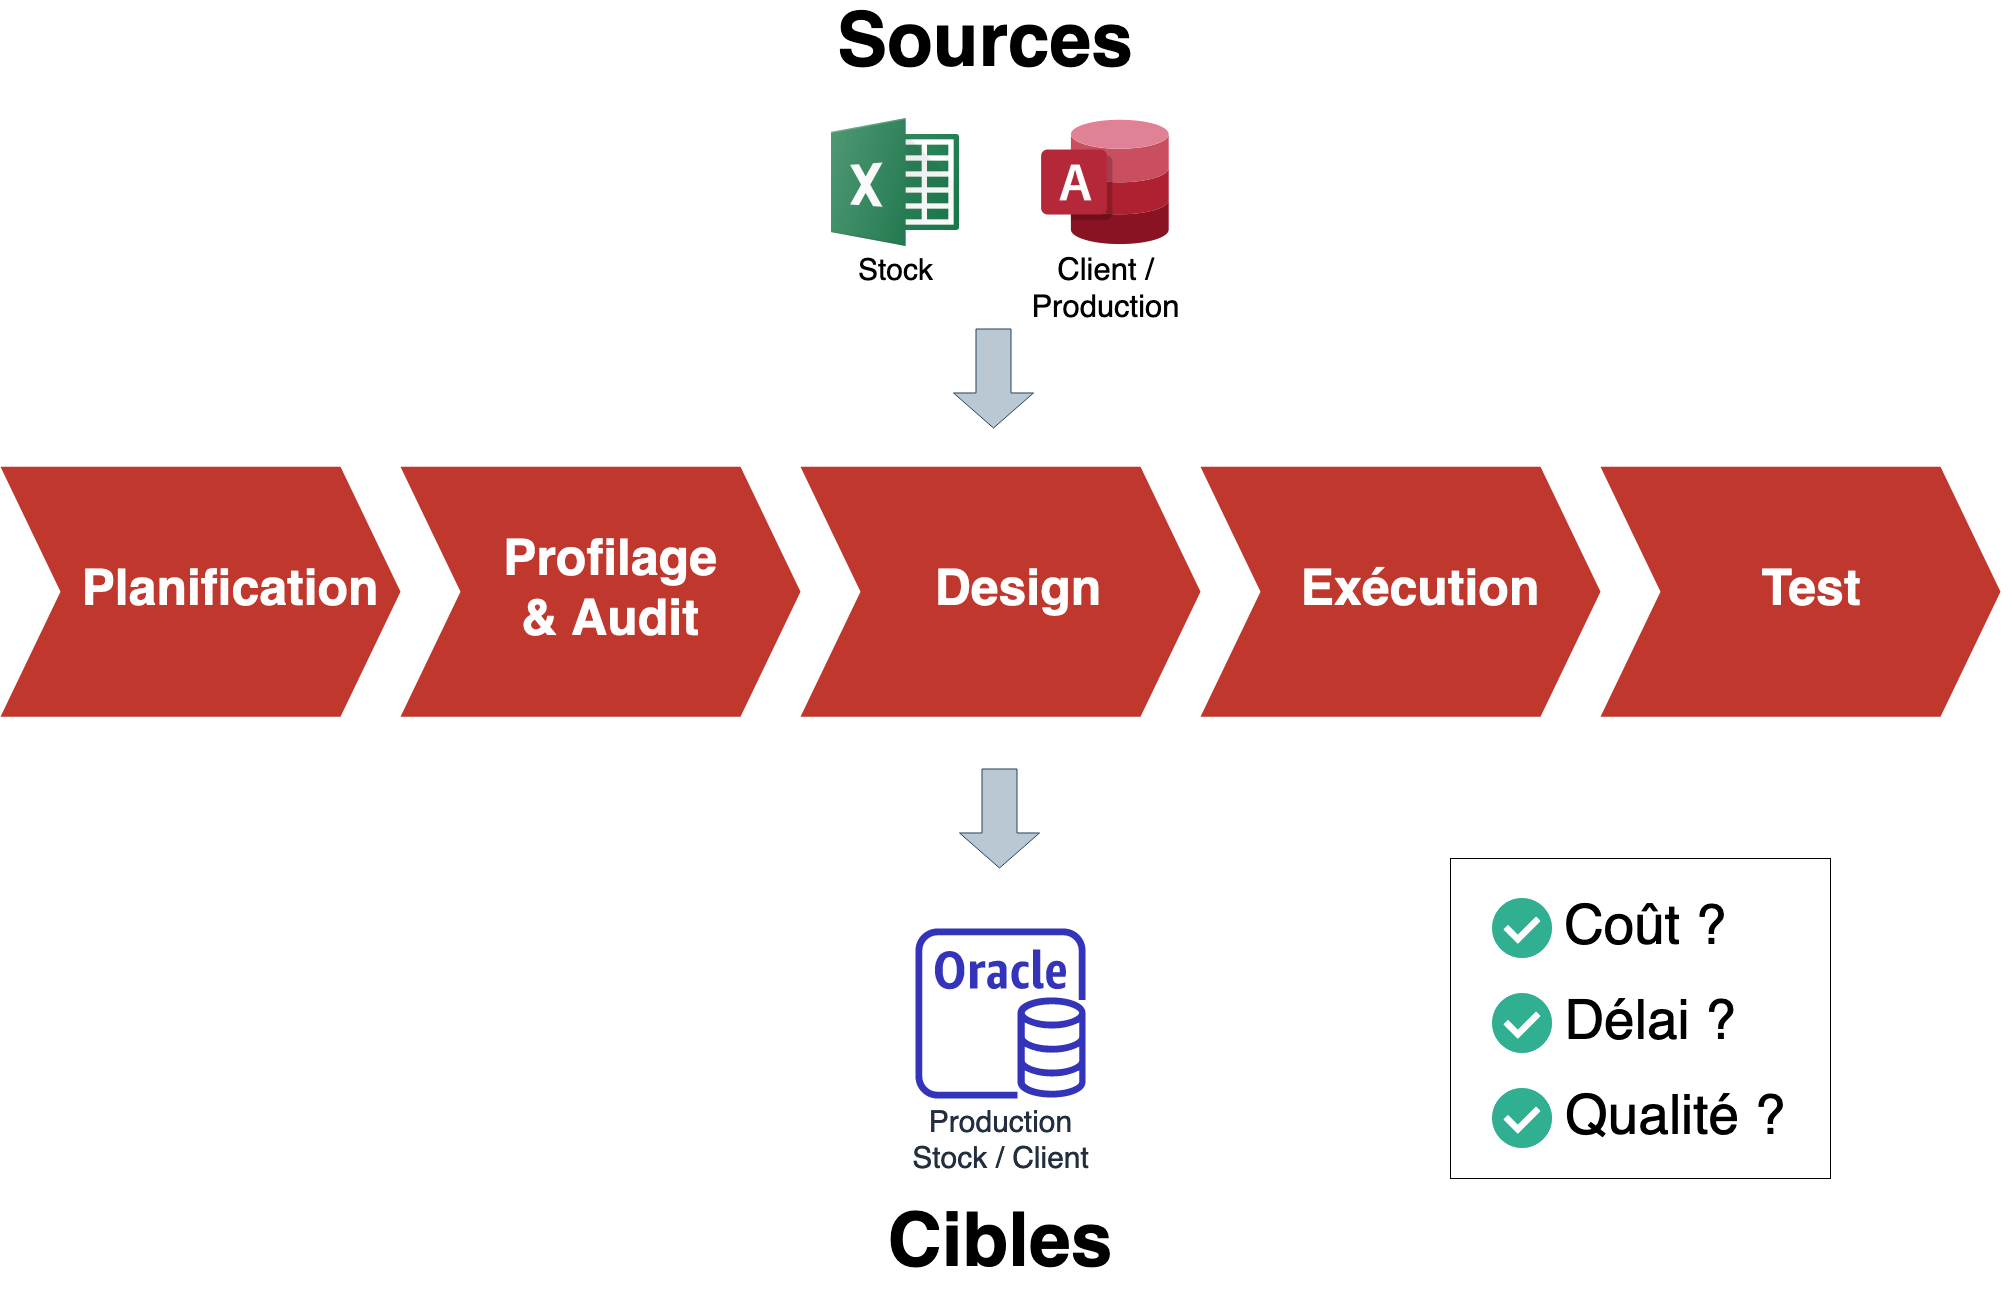 Sources
X
A
Stock
Client /
Production
Planification
Profilage
& Audit
Design
Exécution
Test
Oracle
Production
Stock / Client
Cibles
Coût ?
Délai ?
Qualité ?